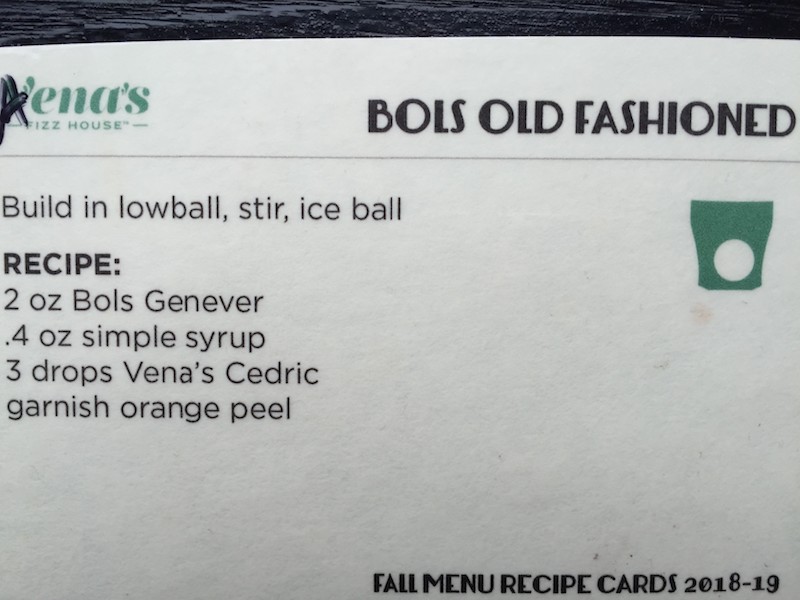 Vena's
FIZZ HOUSE™
BOLS OLD FASHIONED
Build in lowball, stir, ice ball
RECIPE:
2 oz Bols Genever
.4 oz simple syrup
3 drops Vena's Cedric
garnish orange peel
FALL MENU RECIPE CARDS 2018-19